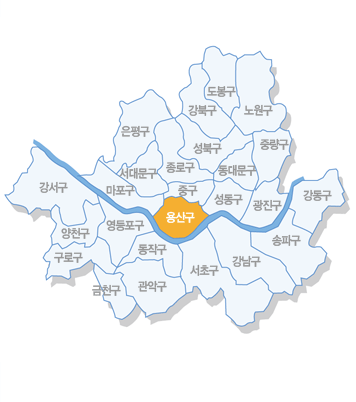 도봉구
강북구
노원구
은평구
성북구
중랑구
서대문구
종로구
동대문구
강서구
마포구
중구
성동구
광진구
강동구
용산구
양천구
영등포구
송파구
구로구
동작구
강남구
금천구
관악구
서초구